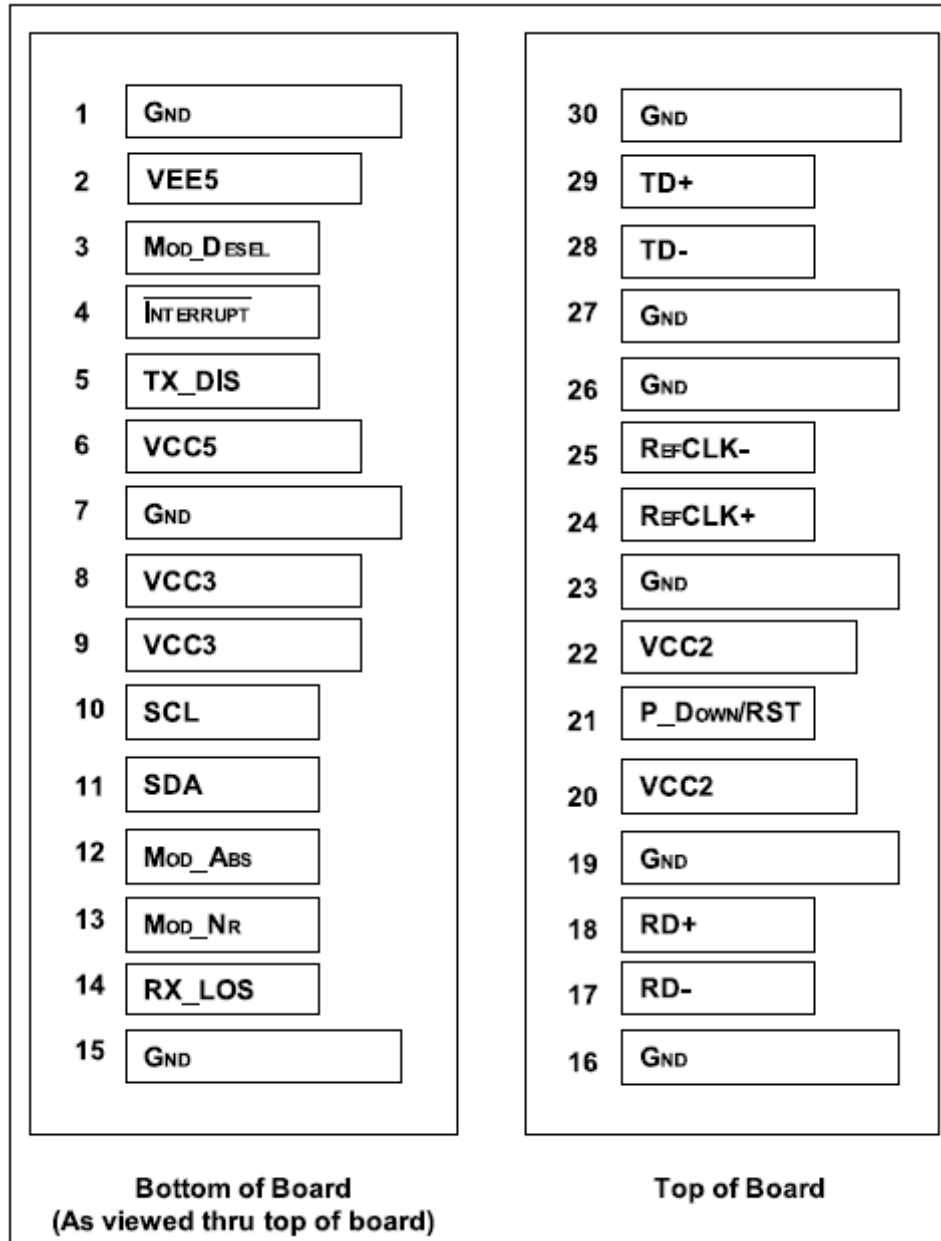 1 GND
2 VEE5
3 MOD_DESEL
4 INTERRUPT
5 TX_DIS
6 VCC5
7 GND
8 VCC3
9 VCC3
10 SCL
11 SDA
12 MOD_ABS
13 MOD_NR
14 RX_LOS
15 GND
Bottom of Board
(As viewed thru top of board)
30 GND
29 TD+
28 TD-
27 GND
26 GND
25 REFCLK-
24 REFCLK+
23 GND
22 VCC2
21 P_DOWN/RST
20 VCC2
19 GND
18 RD+
17 RD-
16 GND
Top of Board